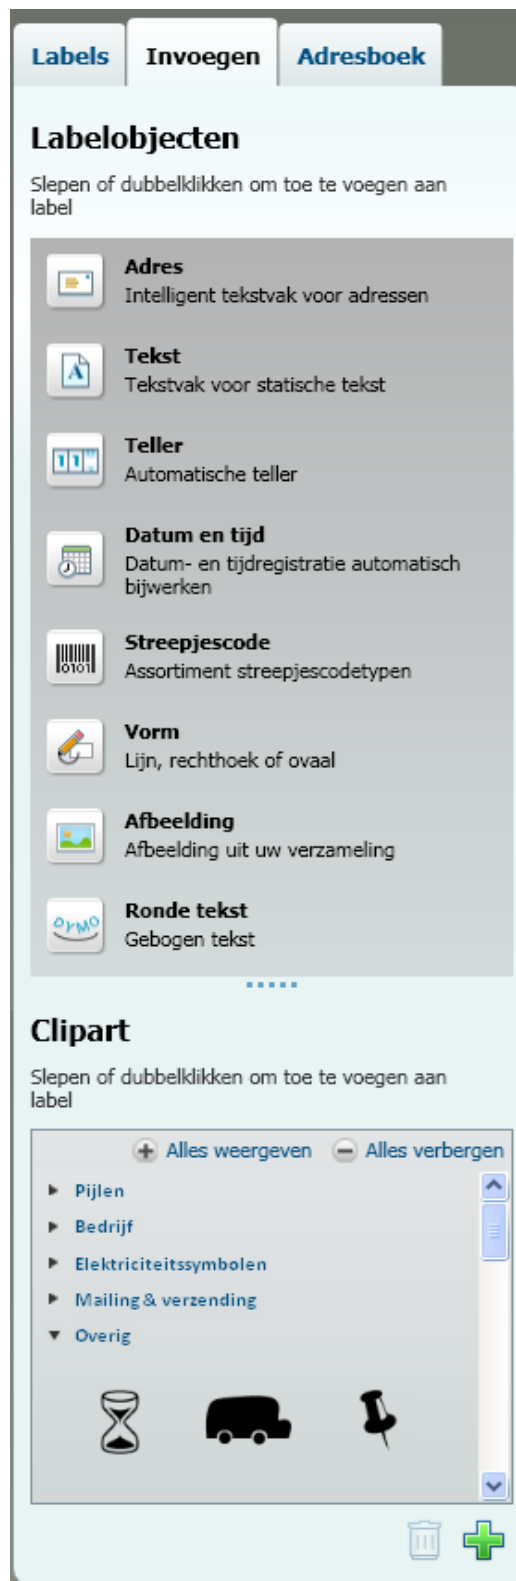 Labels Invoegen Adresboek
Labelobjecten
Slepen of dubbelklikken om toe te voegen aan
label
Adres
Intelligent tekstvak voor adressen
Tekst
Tekstvak voor statische tekst
Teller
Automatische teller
Datum en tijd
Datum- en tijdregistratie automatisch
bijwerken
Streepjescode
Assortiment streepjescodetypen
0101
Vorm
Lijn, rechthoek of ovaal
Afbeelding
Afbeelding uit uw verzameling
DYMO
Ronde tekst
Gebogen tekst
Clipart
Slepen of dubbelklikken om toe te voegen aan
label
Alles weergeven Alles verbergen
Pijlen
Bedrijf
Elektriciteitssymbolen
Mailing & verzending
Overig